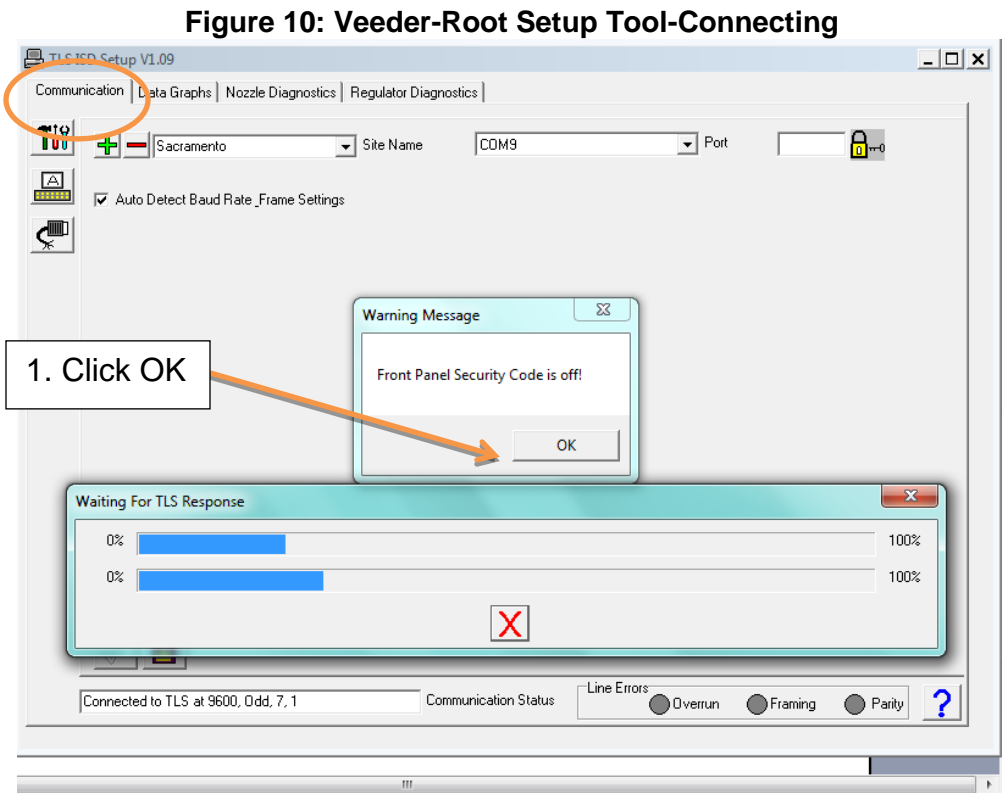 Figure 10: Veeder-Root Setup Tool-Connecting
TLS ISD Setup V1.09
Communication Data Graphs Nozzle Diagnostics Regulator Diagnostics
Sacramento Site Name COM9 Port
A
Auto Detect Baud Rate_Frame Settings
Warning Message
Front Panel Security Code is off!
1. Click OK
OK
Waiting For TLS Response
0% 100%
0% 100%
Connected to TLS at 9600, Odd, 7, 1 Communication Status Line Errors Overrun Framing Parity ?